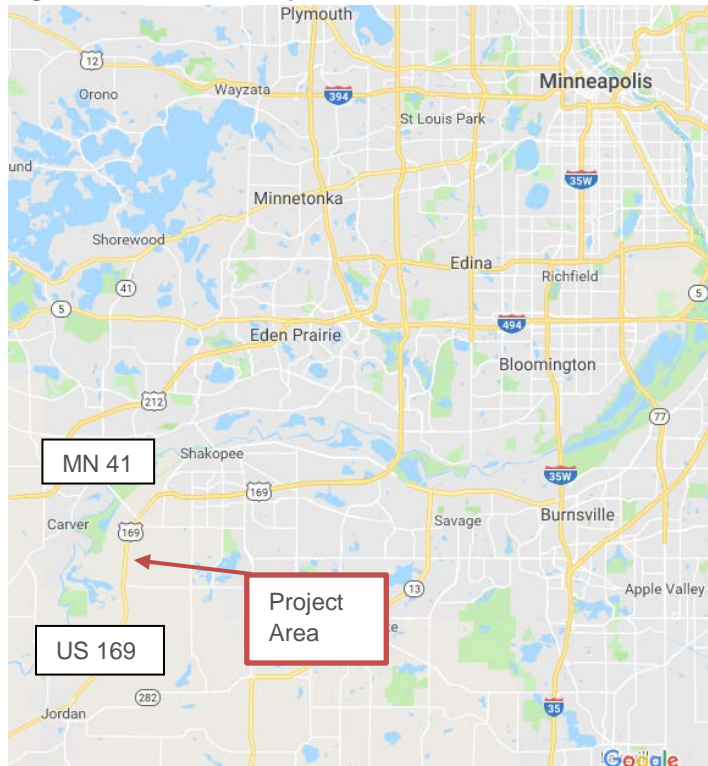 Plymouth
12
Minneapolis
Orono
Wayzata
394
St Louis Park
und
35W
Minnetonka
Shorewood
Edina
41
Richfield
5
5
494
Eden Prairie
Bloomington
212
77
MN 41
Shakopee
169
35W
Carver
169
Savage
Burnsville
Project
Area
13
Apple Valley
ke
US 169
282
35
Jordan
Google